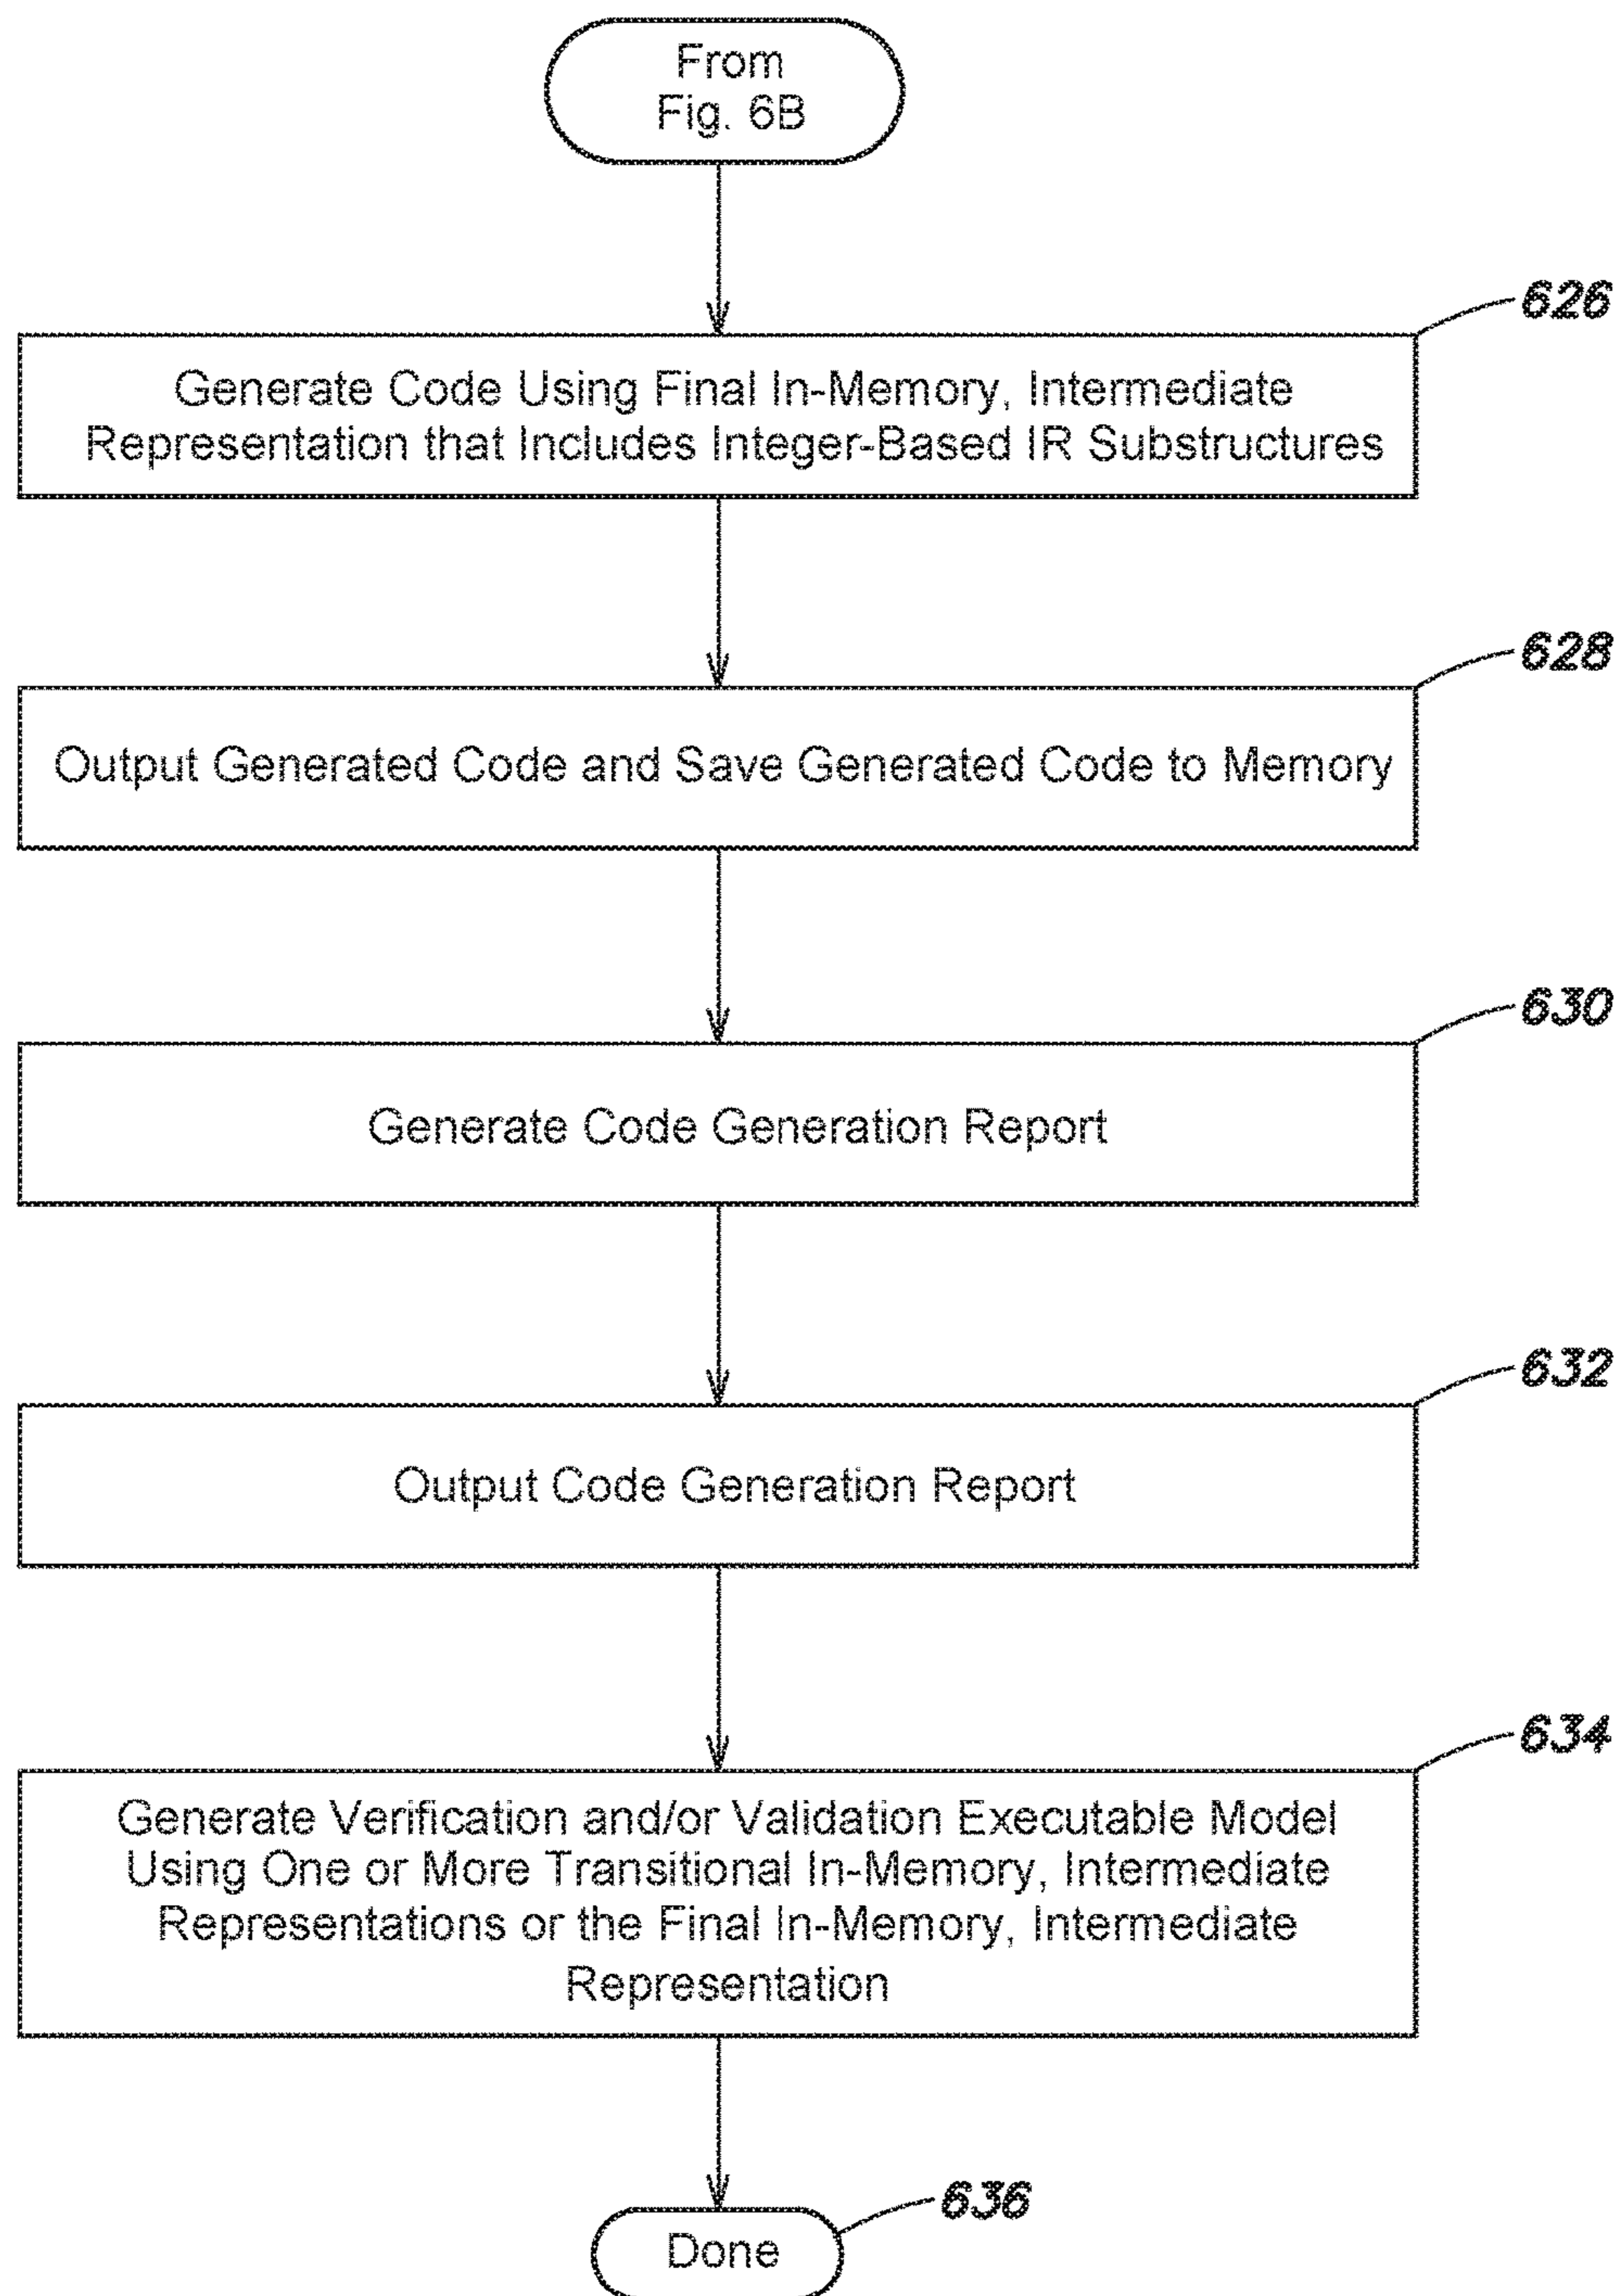 From
Fig. 6B
626
Generate Code Using Final In-Memory, Intermediate
Representation that Includes Integer-Based IR Substructures
628
Output Generated Code and Save Generated Code to Memory
630
Generate Code Generation Report
632
Output Code Generation Report
634
Generate Verification and/or Validation Executable Model
Using One or More Transitional In-Memory, Intermediate
Representations or the Final In-Memory, Intermediate
Representation
636
Done